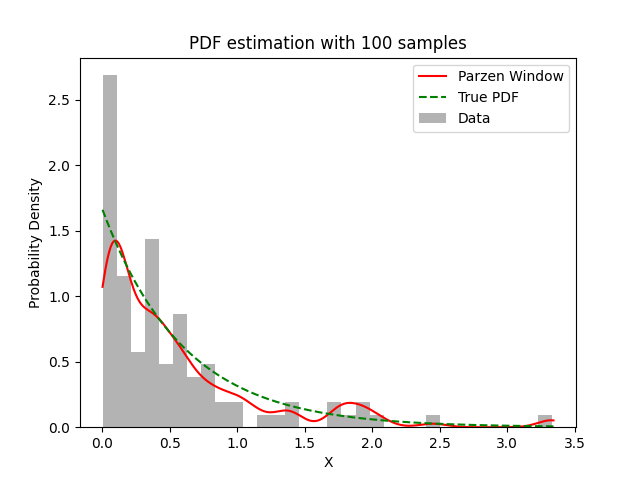 PDF estimation with 100 samples
Parzen Window
True PDF
Data
Probability Density
2.5
2.0
1.5
1.0
0.5
0.0
0.0 0.5 1.0 1.5 2.0 2.5 3.0 3.5
X